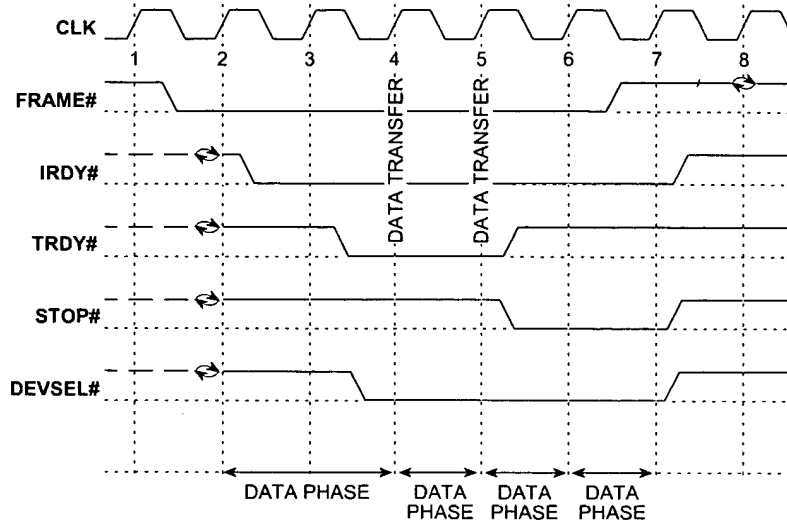 CLK
1 2 3 4 5 6 7 8
FRAME#
DATA TRANSFER
DATA TRANSFER
IRDY#
TRDY#
STOP#
DEVSEL#
DATA PHASE
DATA PHASE
DATA PHASE
DATA PHASE